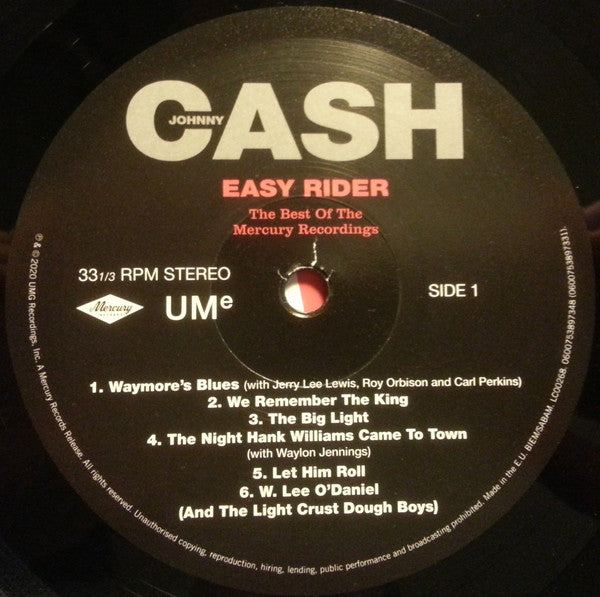 JOHNNY
CASH
EASY RIDER
The Best Of The
Mercury Recordings
33 1/3 RPM STEREO
SIDE 1
Mercury
RECORDS
UMe
1. Waymore's Blues (with Jerry Lee Lewis, Roy Orbison and Carl Perkins)
2. We Remember The King
3. The Big Light
4. The Night Hank Williams Came To Town
(with Waylon Jennings)
5. Let Him Roll
6. W. Lee O'Daniel
(And The Light Crust Dough Boys)
℗ © 2020 UMG Recordings, Inc. A Mercury Records Release. All rights reserved. Unauthorised copying, reproduction, hiring, lending, public performance and broadcasting prohibited. Made in the E.U. BIEM/SABAM. LC00268. 0600753897348 (0600753897317)